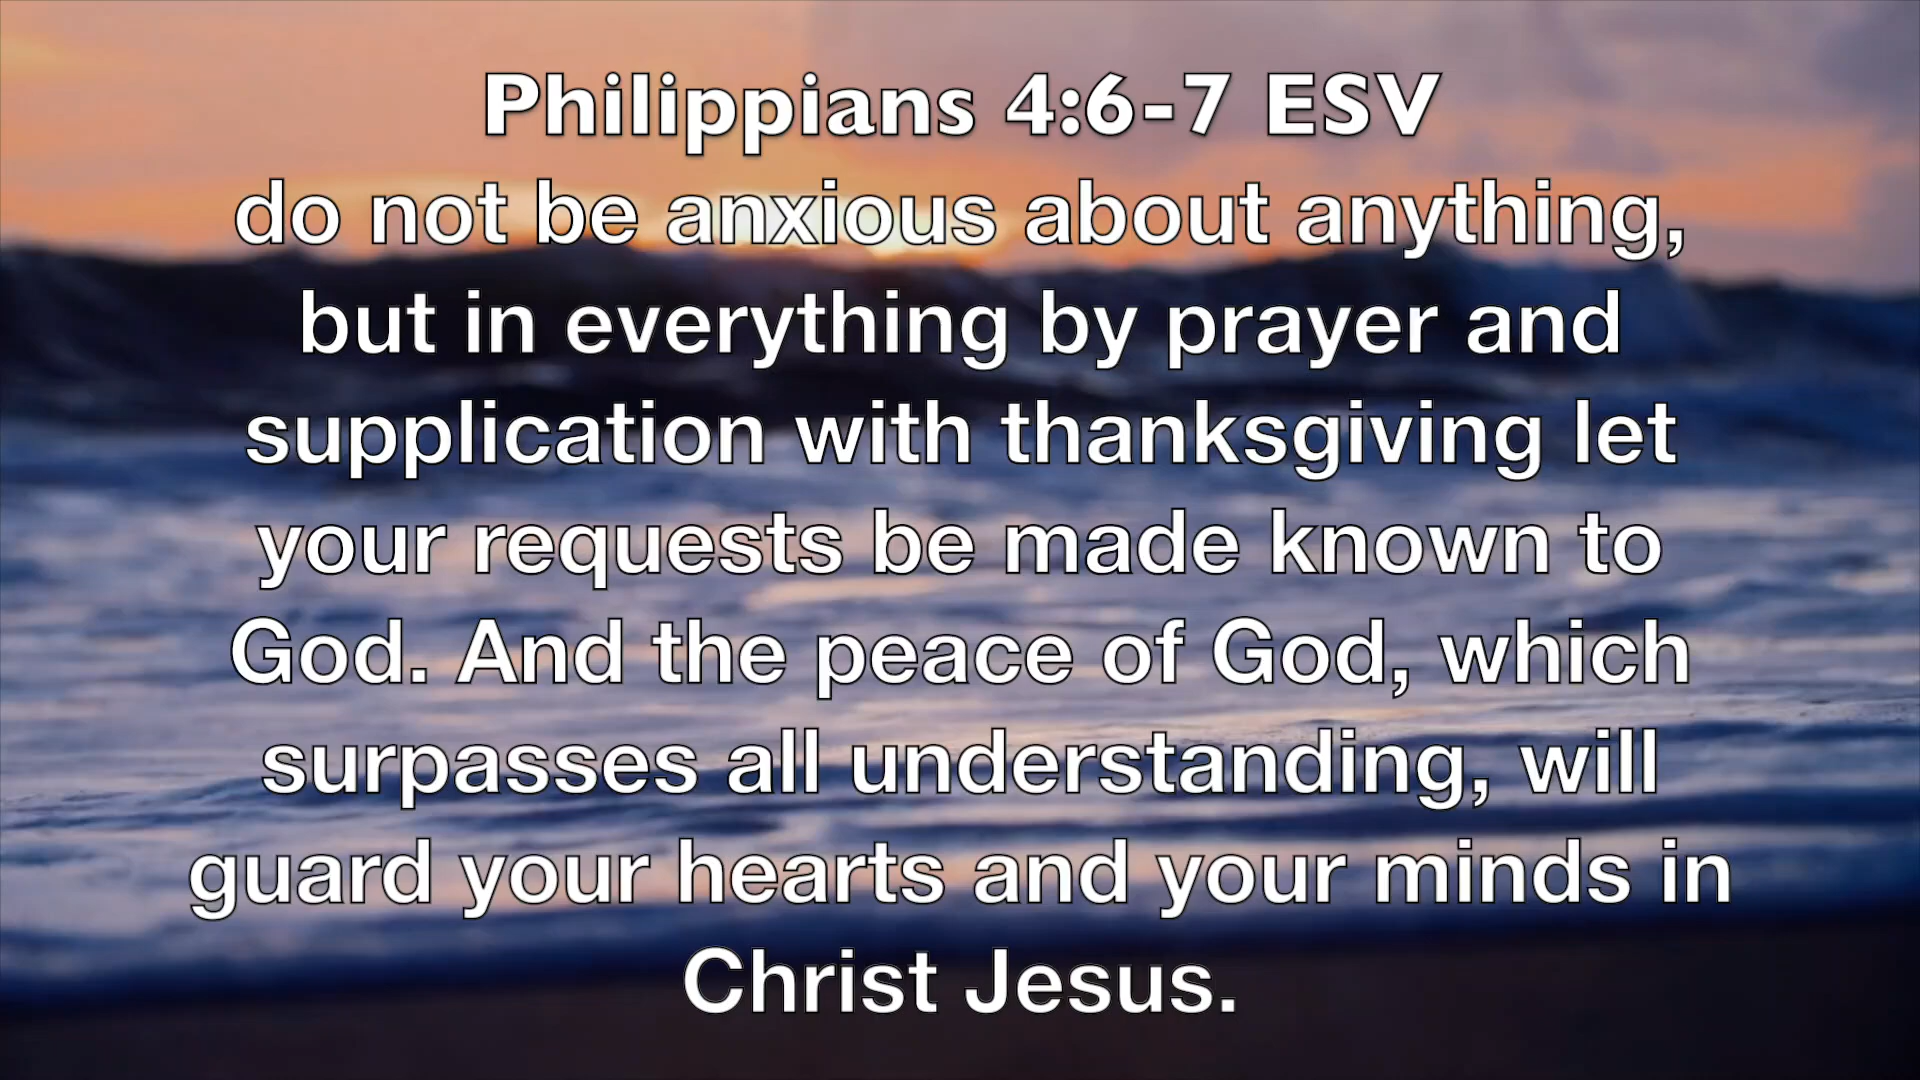 Philippians 4:6-7 ESV
do not be anxious about anything,
but in everything by prayer and
supplication with thanksgiving let
your requests be made known to
God. And the peace of God, which
surpasses all understanding, will
guard your hearts and your minds in
Christ Jesus.